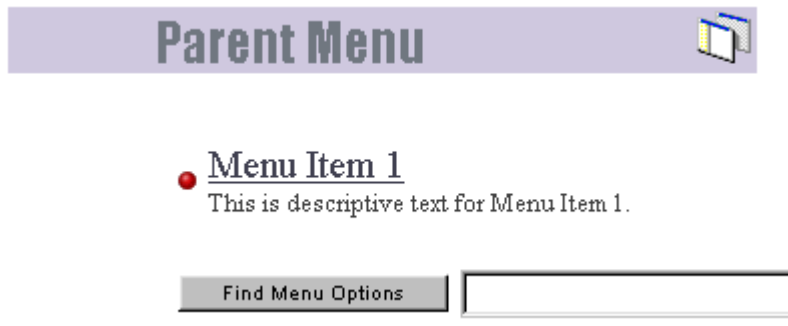 Parent Menu
Menu Item 1
This is descriptive text for Menu Item 1.
Find Menu Options